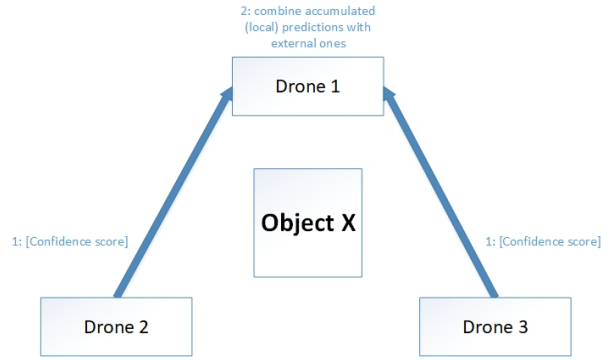 2: combine accumulated
(local) predictions with
external ones
Drone 1
Object X
1: [Confidence score]
1: [Confidence score]
Drone 2
Drone 3